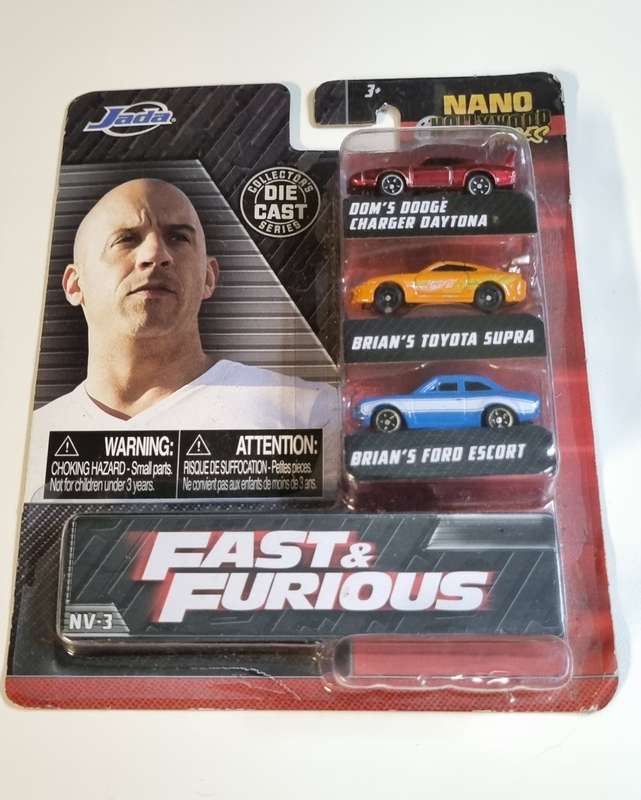 Jada
3+
NANO
HOLLYWOOD
COLLECTOR'S
DIE
CAST
SERIES
DOM'S DODGE
CHARGER DAYTONA
BRIAN'S TOYOTA SUPRA
BRIAN'S FORD ESCORT
WARNING:
CHOKING HAZARD - Small parts.
Not for children under 3 years.
ATTENTION:
RISQUE DE SUFFOCATION - Petites pièces.
Ne convient pas aux enfants de moins de 3 ans.
FAST &
FURIOUS
NV-3